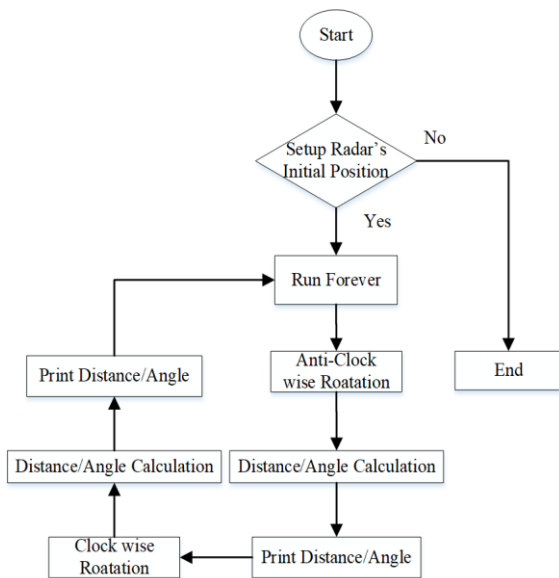 Start
No
Setup Radar’s
Initial Position
Yes
Run Forever
Anti-Clock
wise Roatation
Print Distance/Angle
End
Distance/Angle Calculation
Distance/Angle Calculation
Clock wise
Roatation
Print Distance/Angle